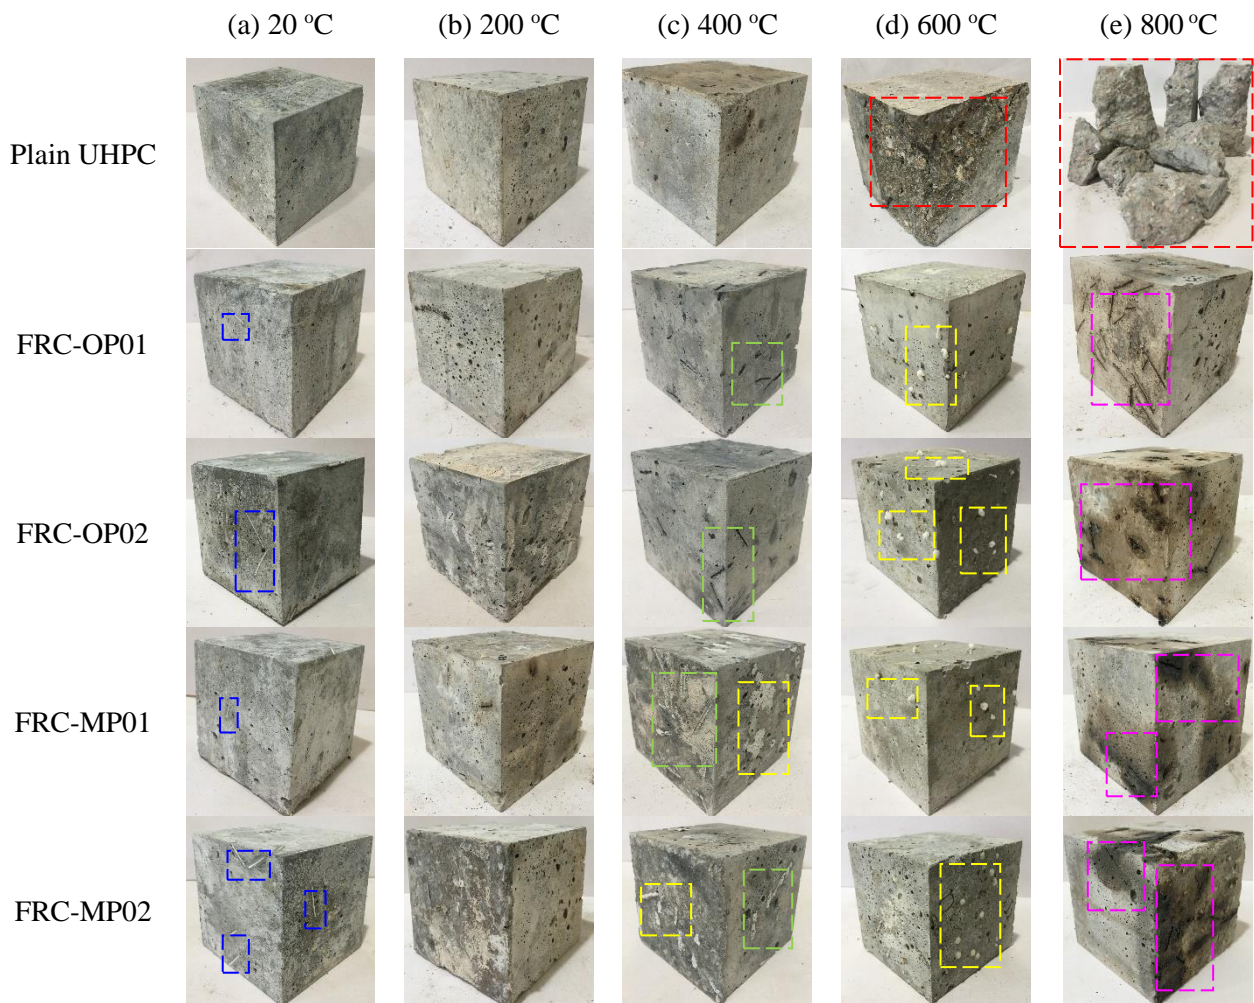 (a) 20 °C (b) 200 °C (c) 400 °C (d) 600 °C (e) 800 °C
Plain UHPC
FRC-OP01
FRC-OP02
FRC-MP01
FRC-MP02